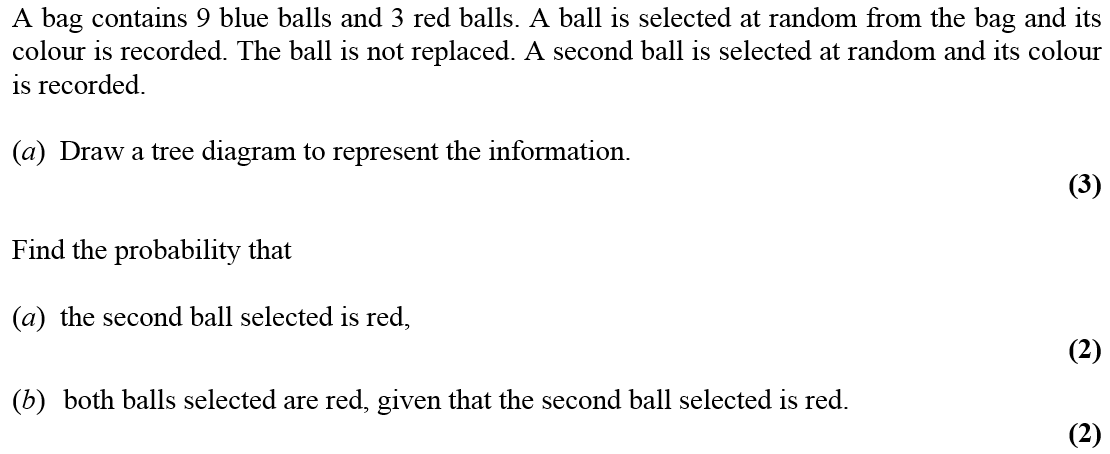 A bag contains 9 blue balls and 3 red balls. A ball is selected at random from the bag and its
colour is recorded. The ball is not replaced. A second ball is selected at random and its colour
is recorded.
(a) Draw a tree diagram to represent the information.
(3)
Find the probability that
(a) the second ball selected is red,
(2)
(b) both balls selected are red, given that the second ball selected is red.
(2)